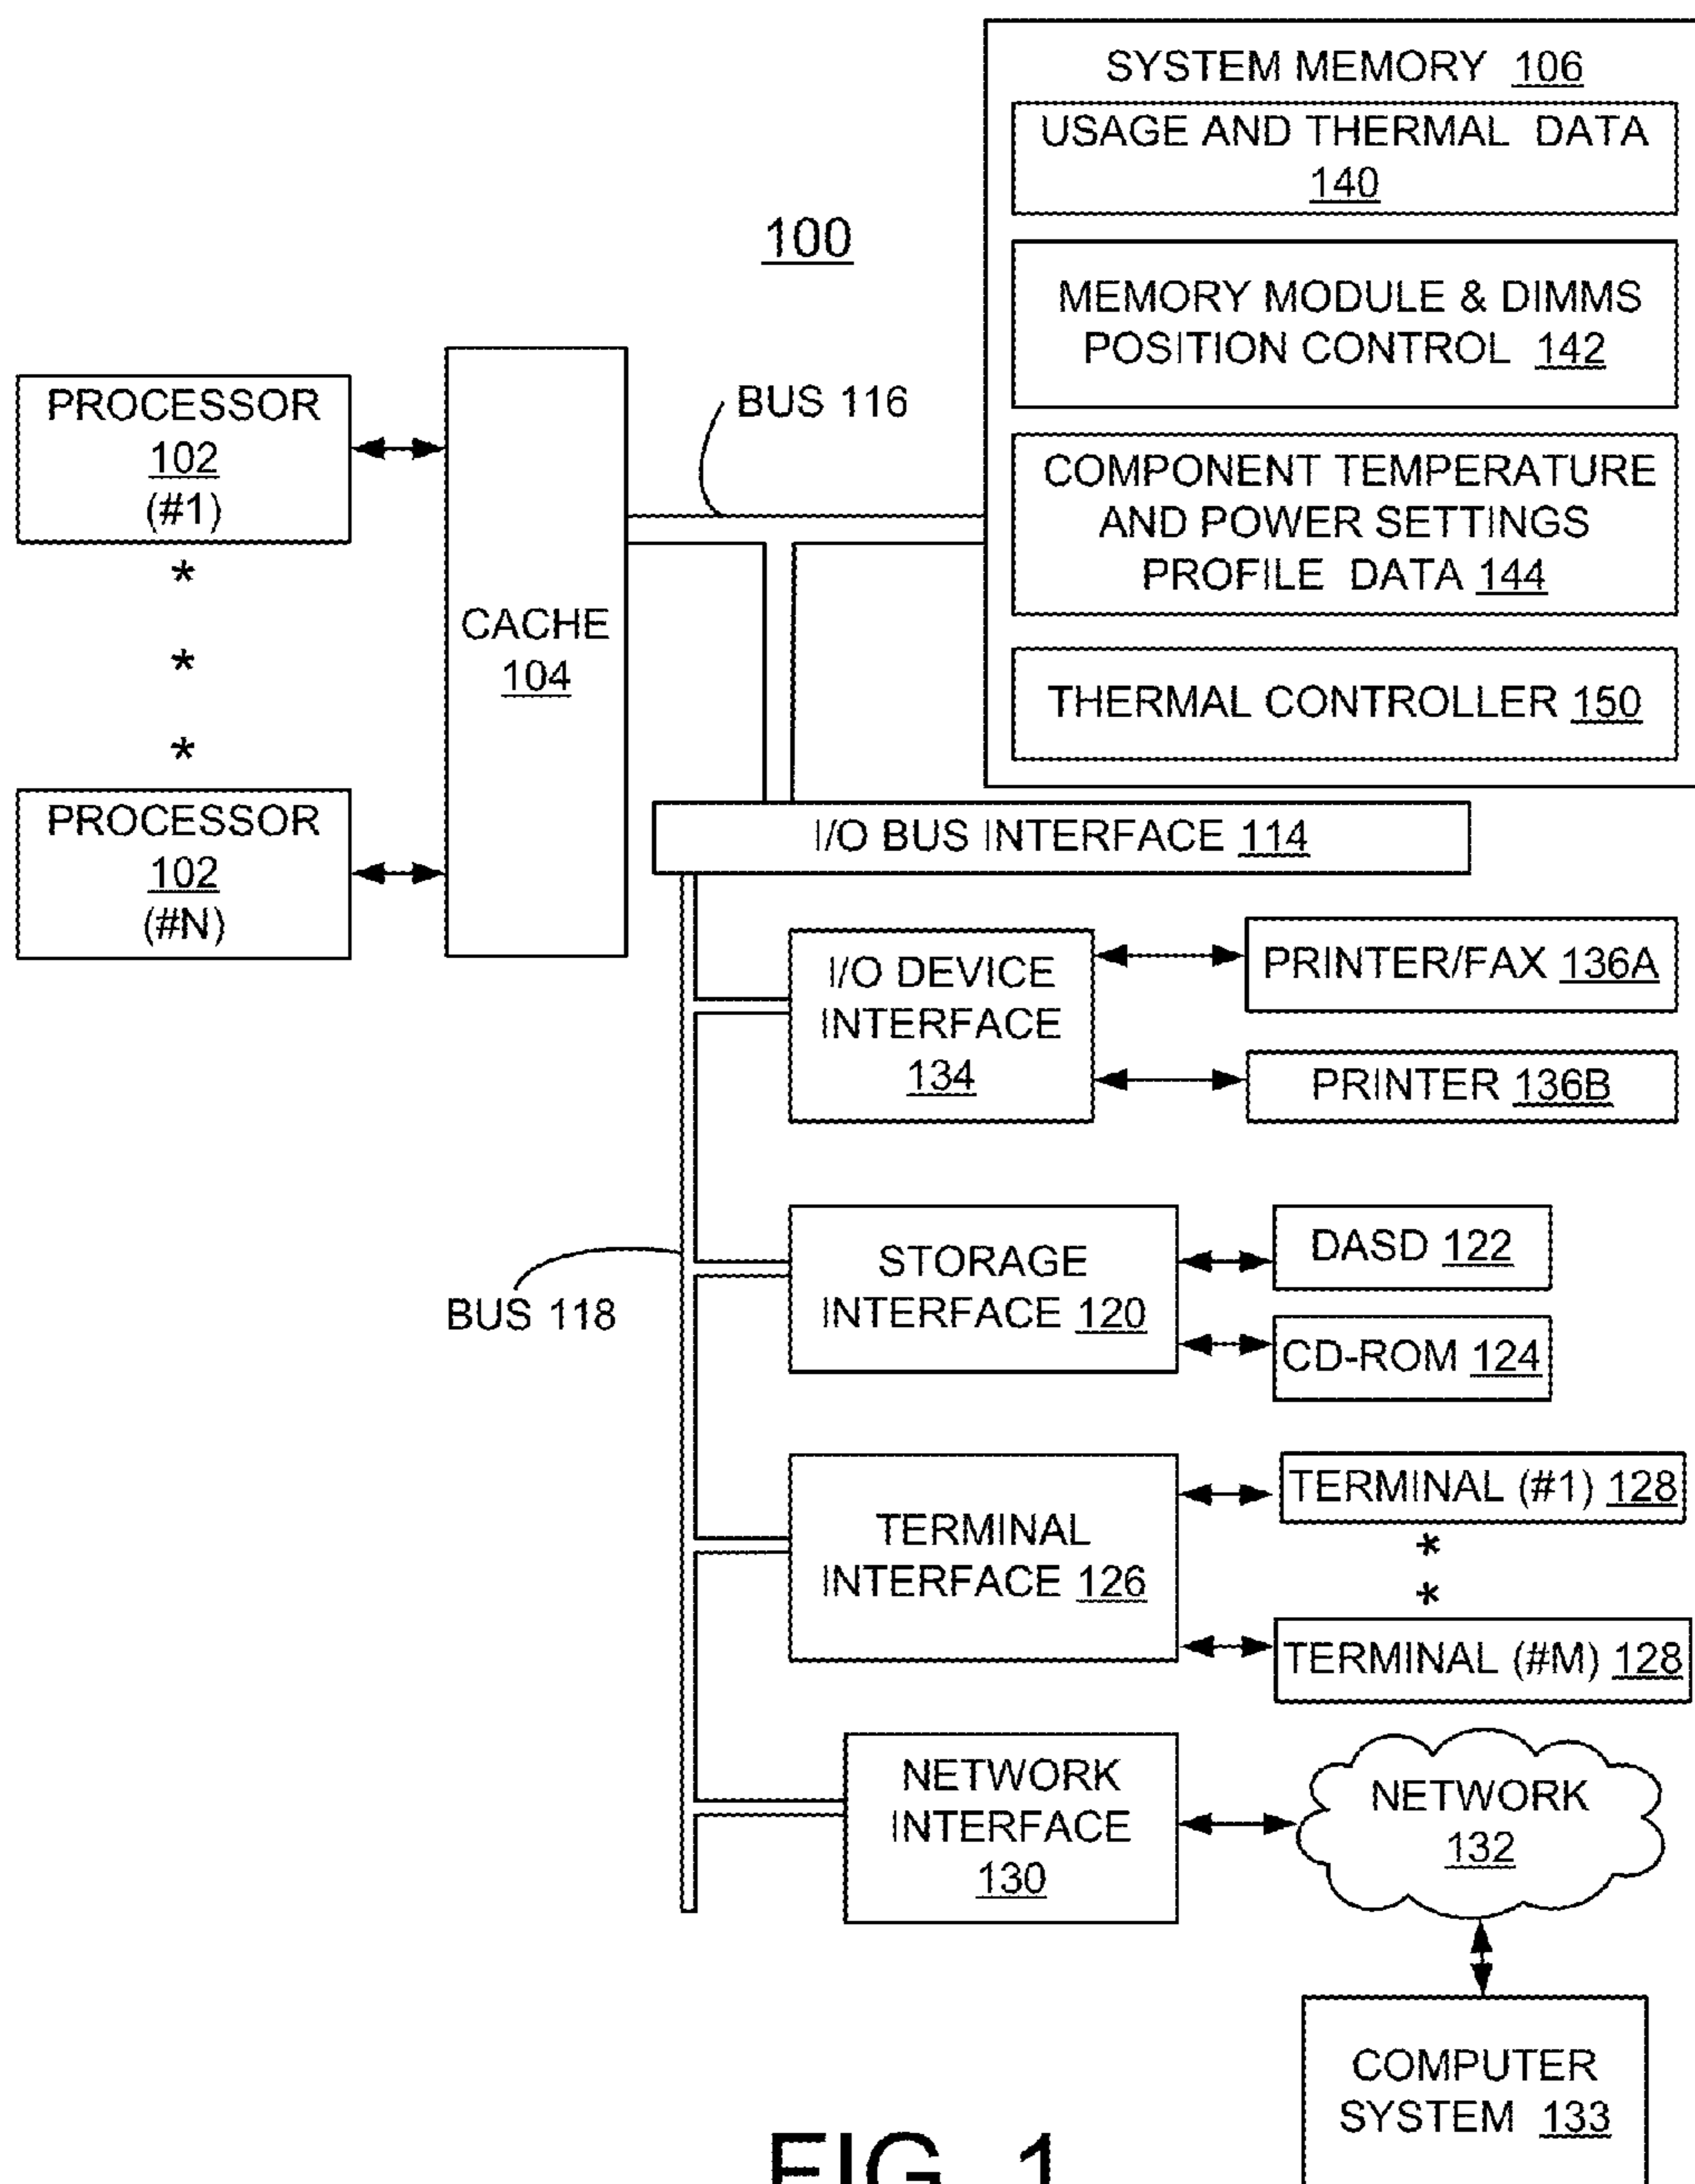 SYSTEM MEMORY 106
USAGE AND THERMAL DATA
140
MEMORY MODULE & DIMMS
POSITION CONTROL 142
COMPONENT TEMPERATURE
AND POWER SETTINGS
PROFILE DATA 144
THERMAL CONTROLLER 150
100
BUS 116
PROCESSOR
102
(#1)
*
*
*
PROCESSOR
102
(#N)
CACHE
104
I/O BUS INTERFACE 114
I/O DEVICE
INTERFACE
134
PRINTER/FAX 136A
PRINTER 136B
BUS 118
STORAGE
INTERFACE 120
DASD 122
CD-ROM 124
TERMINAL
INTERFACE 126
TERMINAL (#1) 128
*
*
TERMINAL (#M) 128
NETWORK
INTERFACE
130
NETWORK
132
COMPUTER
SYSTEM 133
FIG. 1